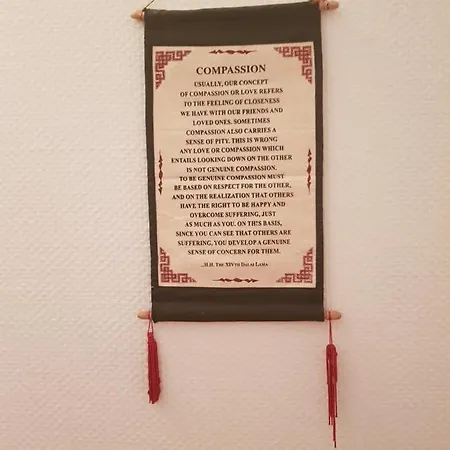 COMPASSION
USUALLY, OUR CONCEPT
OF COMPASSION OR LOVE REFERS
TO THE FEELING OF CLOSENESS
WE HAVE WITH OUR FRIENDS AND
LOVED ONES. SOMETIMES
COMPASSION ALSO CARRIES A
SENSE OF PITY. THIS IS WRONG
ANY LOVE OR COMPASSION WHICH
ENTAILS LOOKING DOWN ON THE OTHER
IS NOT GENUINE COMPASSION.
TO BE GENUINE COMPASSION MUST
BE BASED ON RESPECT FOR THE OTHER,
AND ON THE REALIZATION THAT OTHERS
HAVE THE RIGHT TO BE HAPPY AND
OVERCOME SUFFERING, JUST
AS MUCH AS YOU. ON THIS BASIS,
SINCE YOU CAN SEE THAT OTHERS ARE
SUFFERING, YOU DEVELOP A GENUINE
SENSE OF CONCERN FOR THEM.
..H.H. THE XIVTH DALAI LAMA